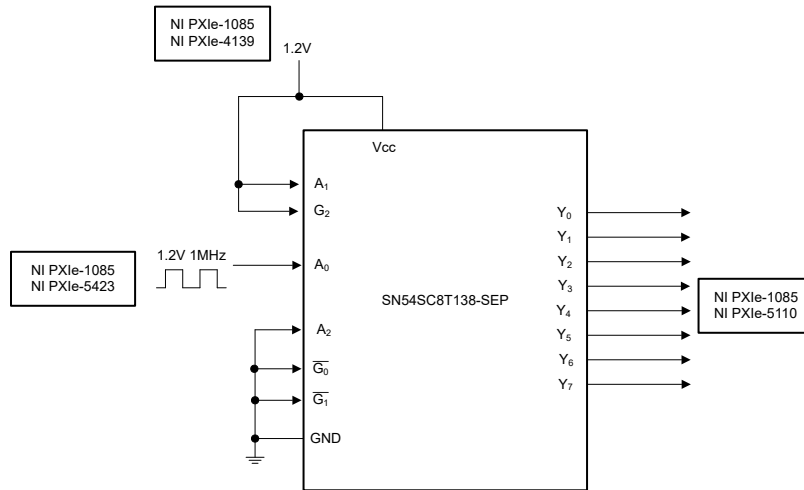 NI PXIe-1085
NI PXIe-4139
1.2V
Vcc
A₁
G₂
1.2V 1MHz
A₀
NI PXIe-1085
NI PXIe-5423
A₂
G̅₀̅
G̅₁̅
GND
SN54SC8T138-SEP
Y₀
Y₁
Y₂
Y₃
Y₄
Y₅
Y₆
Y₇
NI PXIe-1085
NI PXIe-5110